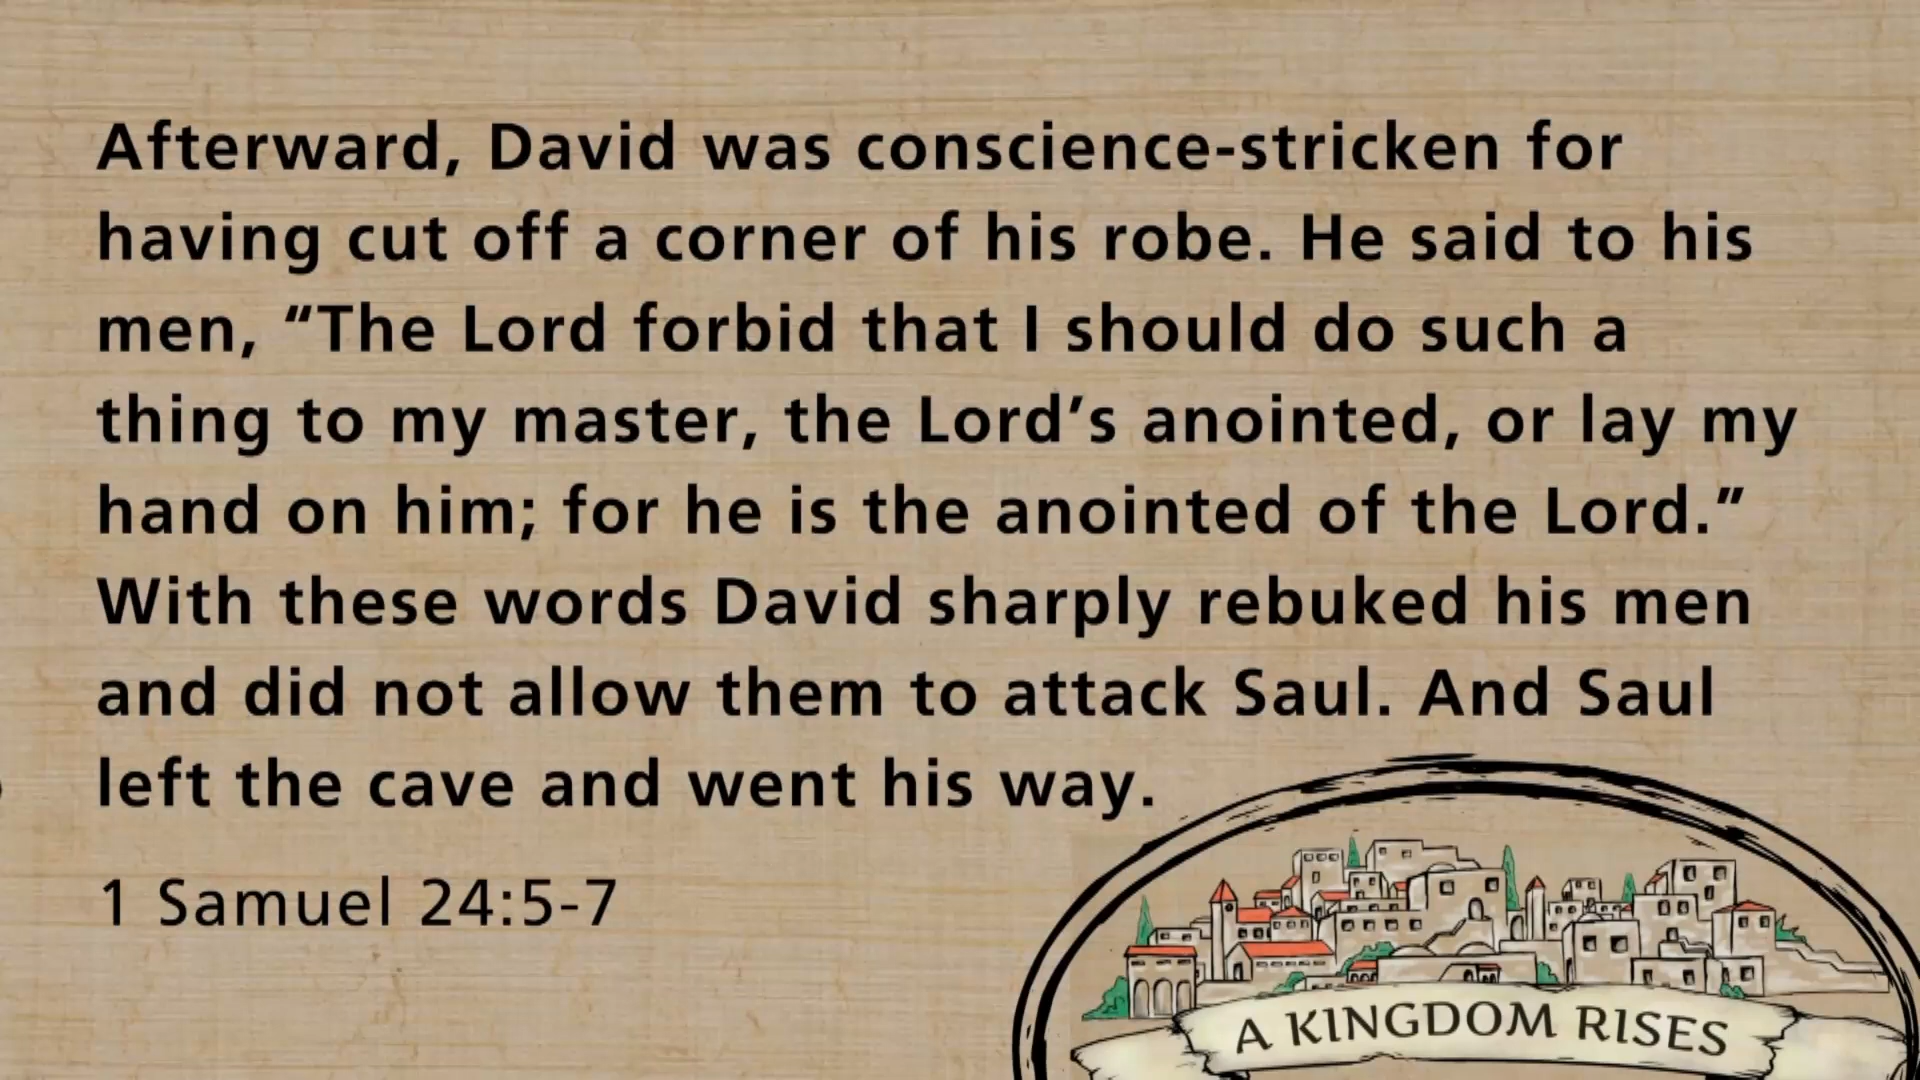 Afterward, David was conscience-stricken for
having cut off a corner of his robe. He said to his
men, “The Lord forbid that I should do such a
thing to my master, the Lord’s anointed, or lay my
hand on him; for he is the anointed of the Lord.”
With these words David sharply rebuked his men
and did not allow them to attack Saul. And Saul
left the cave and went his way.
1 Samuel 24:5-7
A KINGDOM RISES